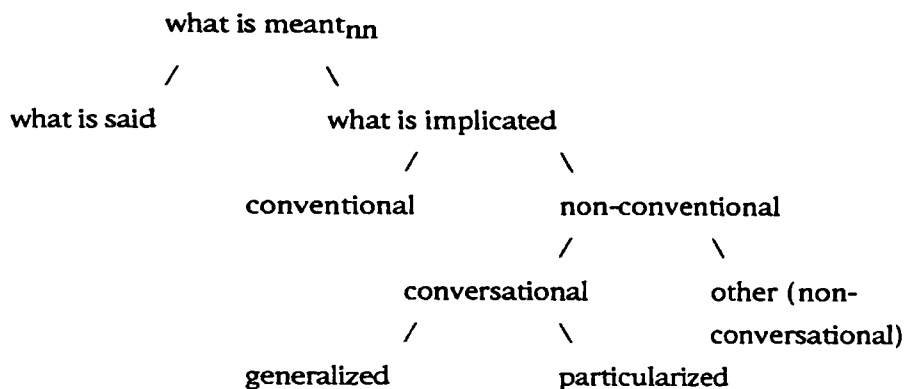 what is meantnn
/ \
what is said what is implicated
/ \
conventional non-conventional
/ \
conversational other (non-
/ \ conversational)
generalized particularized